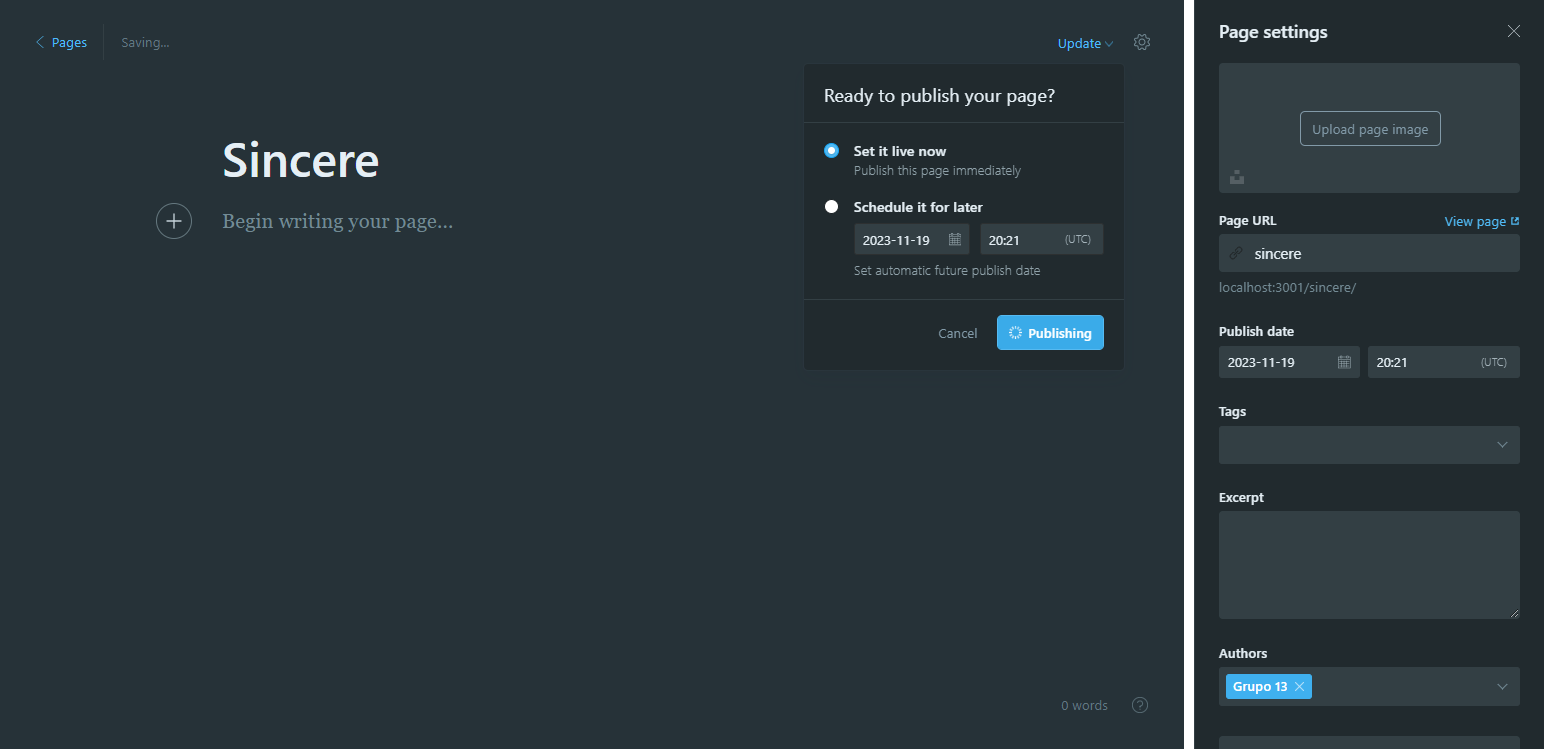 Pages
Saving...
Update
Ready to publish your page?
Set it live now
Publish this page immediately
Schedule it for later
2023-11-19
20:21 (UTC)
Set automatic future publish date
Cancel
Publishing
Sincere
Begin writing your page...
0 words
?
Page settings
Upload page image
Page URL
View page
sincere
localhost:3001/sincere/
Publish date
2023-11-19
20:21 (UTC)
Tags
Excerpt
Authors
Grupo 13